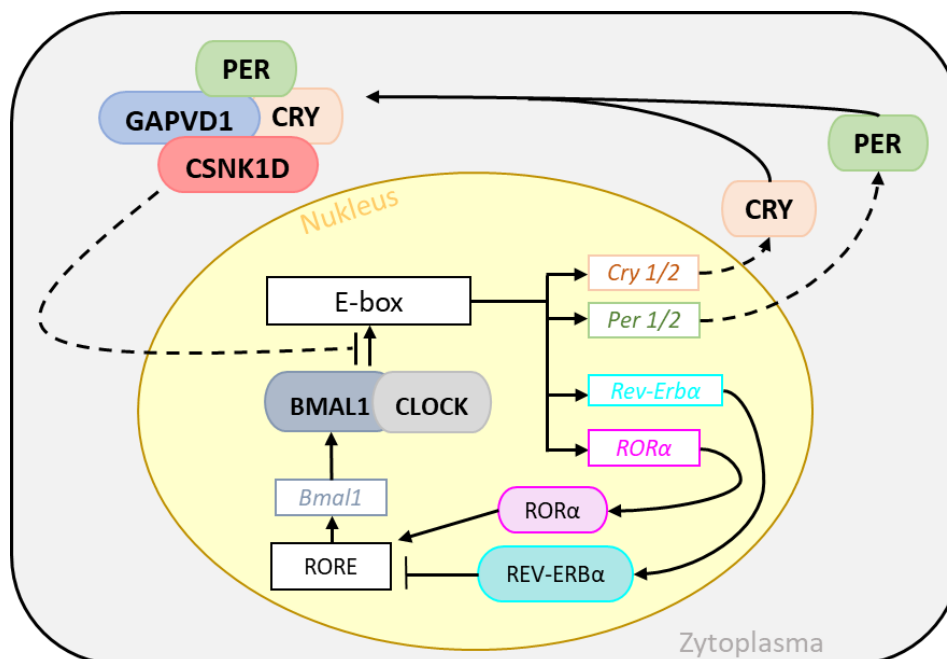 PER
GAPVD1
CRY
CSNK1D
PER
CRY
Nukleus
Cry 1/2
E-box
Per 1/2
BMAL1
CLOCK
Rev-Erbα
RORα
Bmal1
RORα
RORE
REV-ERBα
Zytoplasma